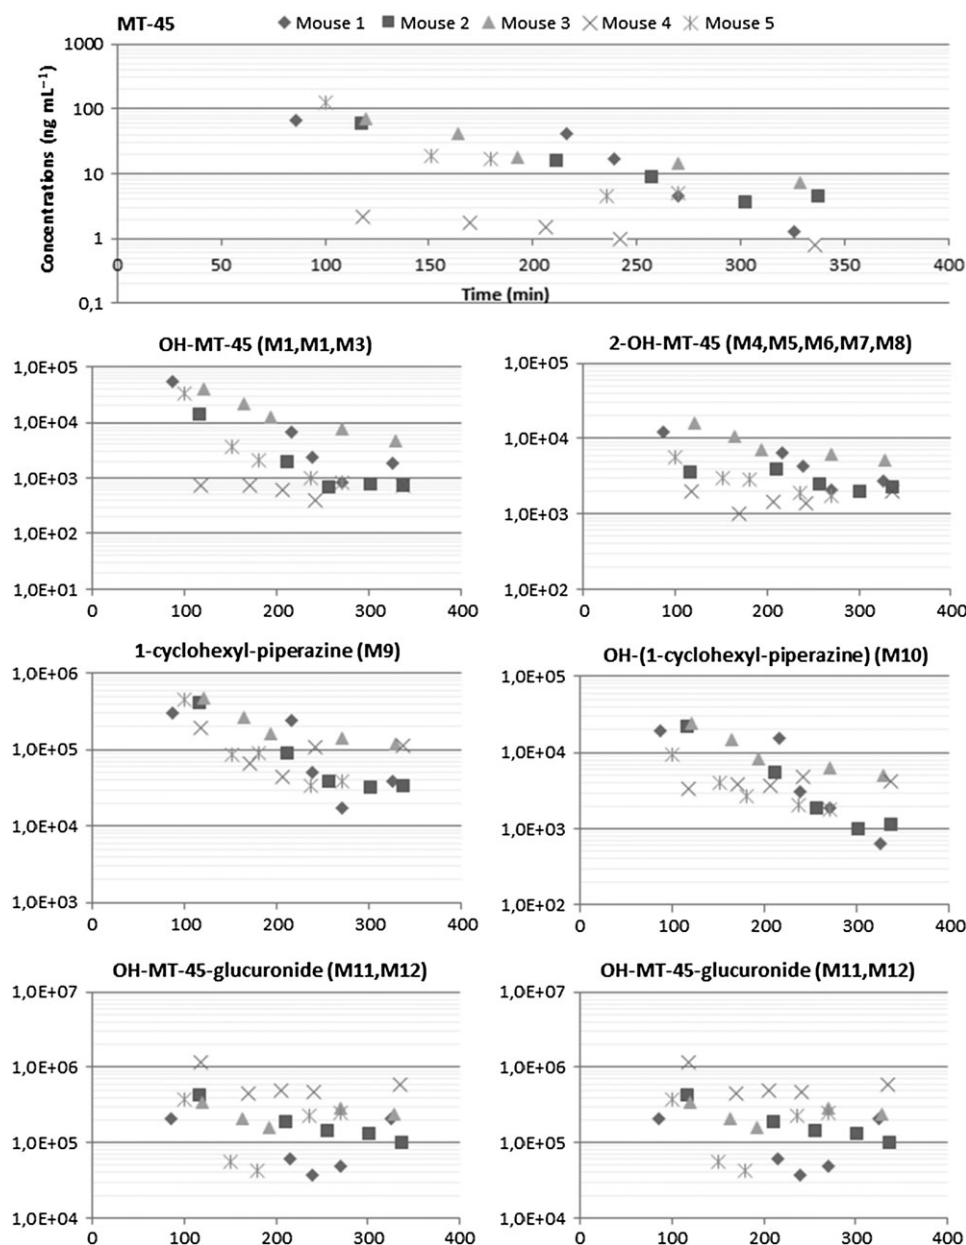 MT-45
Mouse 1 Mouse 2 Mouse 3 Mouse 4 Mouse 5
Concentrations (ng mL⁻¹)
1000
100
10
1
0,1
0 50 100 150 200 250 300 350 400
Time (min)
OH-MT-45 (M1,M1,M3)
1,0E+05
1,0E+04
1,0E+03
1,0E+02
1,0E+01
0 100 200 300 400
2-OH-MT-45 (M4,M5,M6,M7,M8)
1,0E+05
1,0E+04
1,0E+03
1,0E+02
0 100 200 300 400
1-cyclohexyl-piperazine (M9)
1,0E+06
1,0E+05
1,0E+04
1,0E+03
0 100 200 300 400
OH-(1-cyclohexyl-piperazine) (M10)
1,0E+05
1,0E+04
1,0E+03
1,0E+02
0 100 200 300 400
OH-MT-45-glucuronide (M11,M12)
1,0E+07
1,0E+06
1,0E+05
1,0E+04
0 100 200 300 400
OH-MT-45-glucuronide (M11,M12)
1,0E+07
1,0E+06
1,0E+05
1,0E+04
0 100 200 300 400